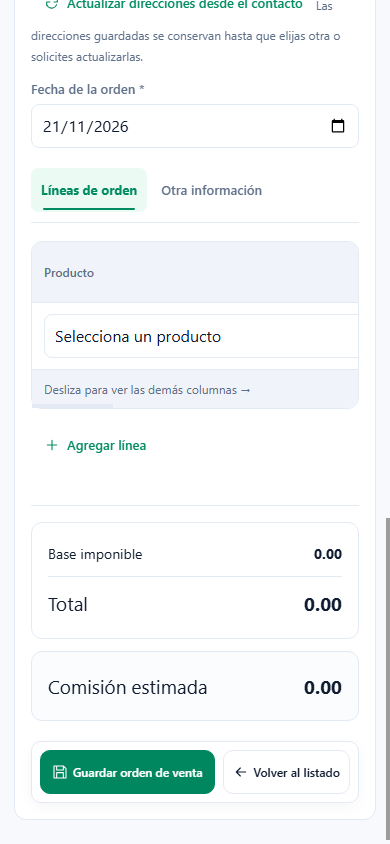 Actualizar direcciones desde el contacto Las
direcciones guardadas se conservan hasta que elijas otra o
solicites actualizarlas.
Fecha de la orden *
21/11/2026
Líneas de orden Otra información
Producto
Selecciona un producto
Desliza para ver las demás columnas →
+ Agregar línea
Base imponible 0.00
Total 0.00
Comisión estimada 0.00
Guardar orden de venta ← Volver al listado